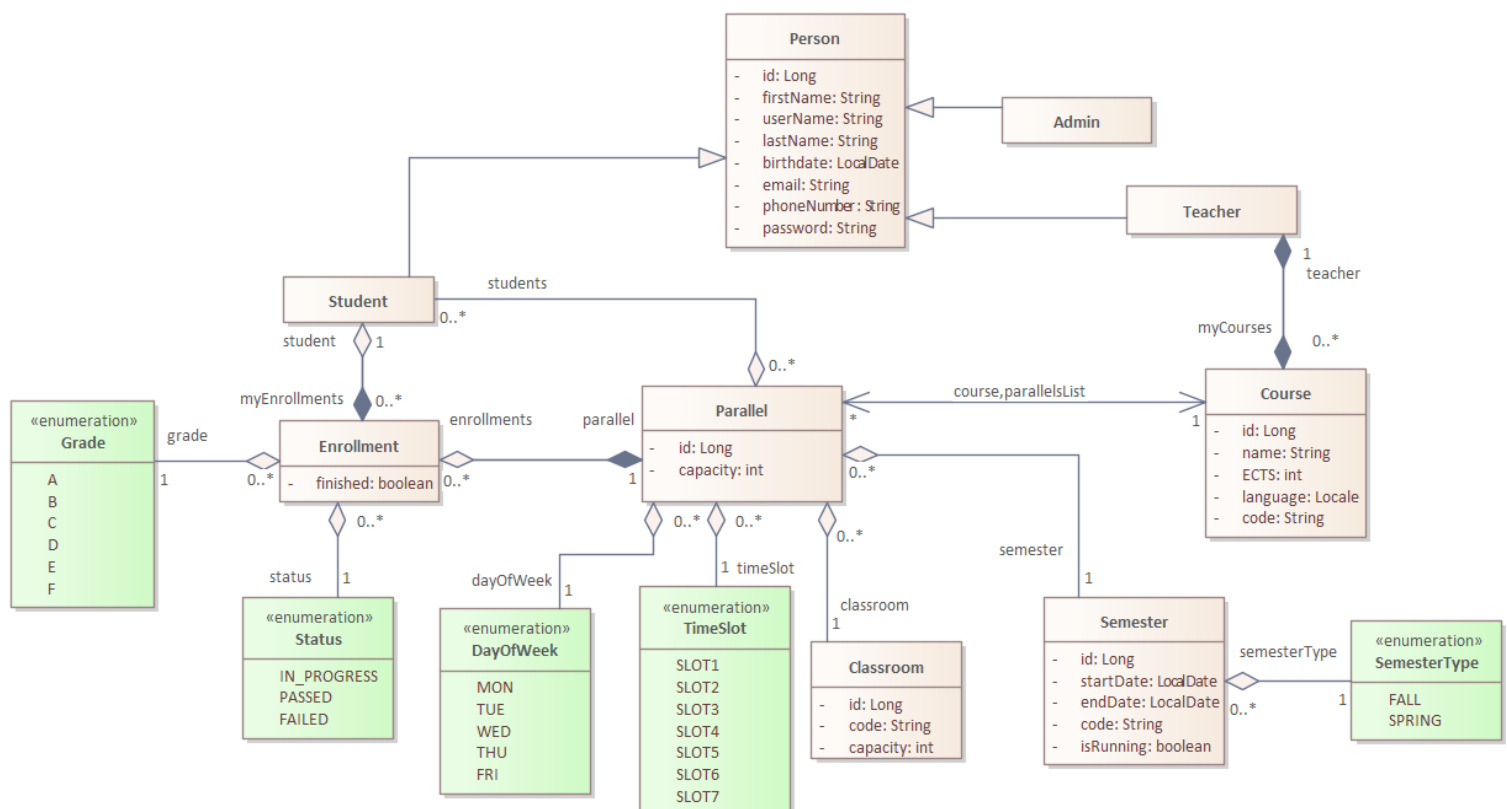 Person
- id: Long
- firstName: String
- userName: String
- lastName: String
- birthdate: LocalDate
- email: String
- phoneNumber: String
- password: String
Admin
Teacher
1
teacher
myCourses
0..*
Student
students
0..*
student
1
myEnrollments
0..*
0..*
«enumeration»
Grade
A
B
C
D
E
F
grade
1
0..*
Enrollment
- finished: boolean
enrollments
0..*
parallel
1
Parallel
- id: Long
- capacity: int
course,parallelsList
*
1
Course
- id: Long
- name: String
- ECTS: int
- language: Locale
- code: String
0..*
0..*
0..*
0..*
0..*
status
1
«enumeration»
Status
IN_PROGRESS
PASSED
FAILED
dayOfWeek
1
«enumeration»
DayOfWeek
MON
TUE
WED
THU
FRI
1
timeSlot
«enumeration»
TimeSlot
SLOT1
SLOT2
SLOT3
SLOT4
SLOT5
SLOT6
SLOT7
classroom
1
Classroom
- id: Long
- code: String
- capacity: int
semester
1
Semester
- id: Long
- startDate: LocalDate
- endDate: LocalDate
- code: String
- isRunning: boolean
semesterType
0..*
1
«enumeration»
SemesterType
FALL
SPRING